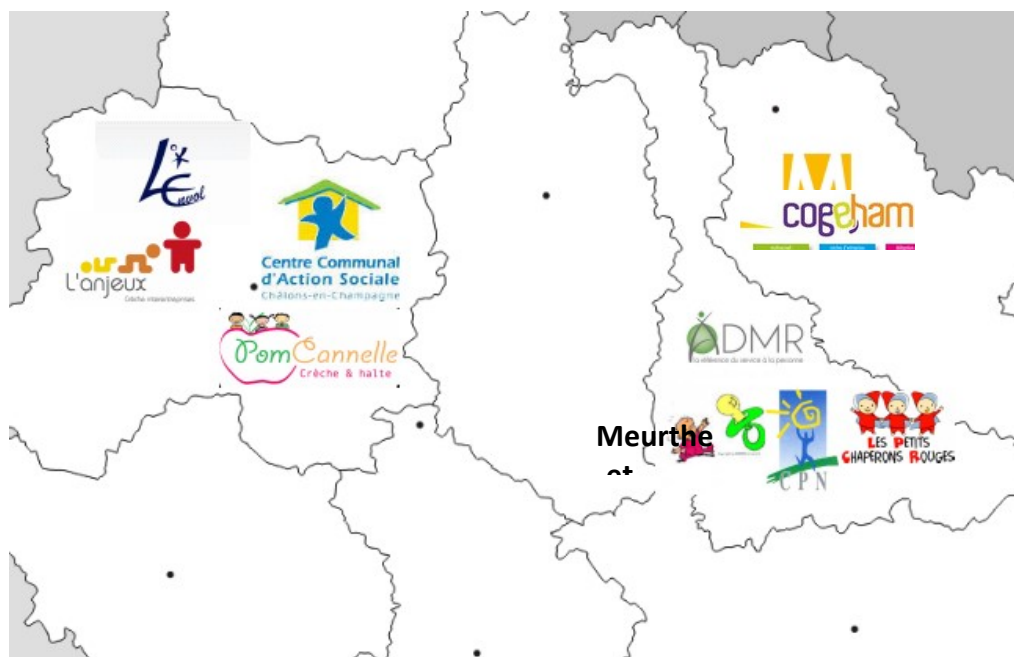 L'Envol
L'anjeux
Crèche interentreprises
Centre Communal
d'Action Sociale
Châlons-en-Champagne
PomCannelle
Crèche & halte
cogeham
ADMR
la référence du service à la personne
Meurthe
et
CPN
LES PETITS
CHAPERONS ROUGES